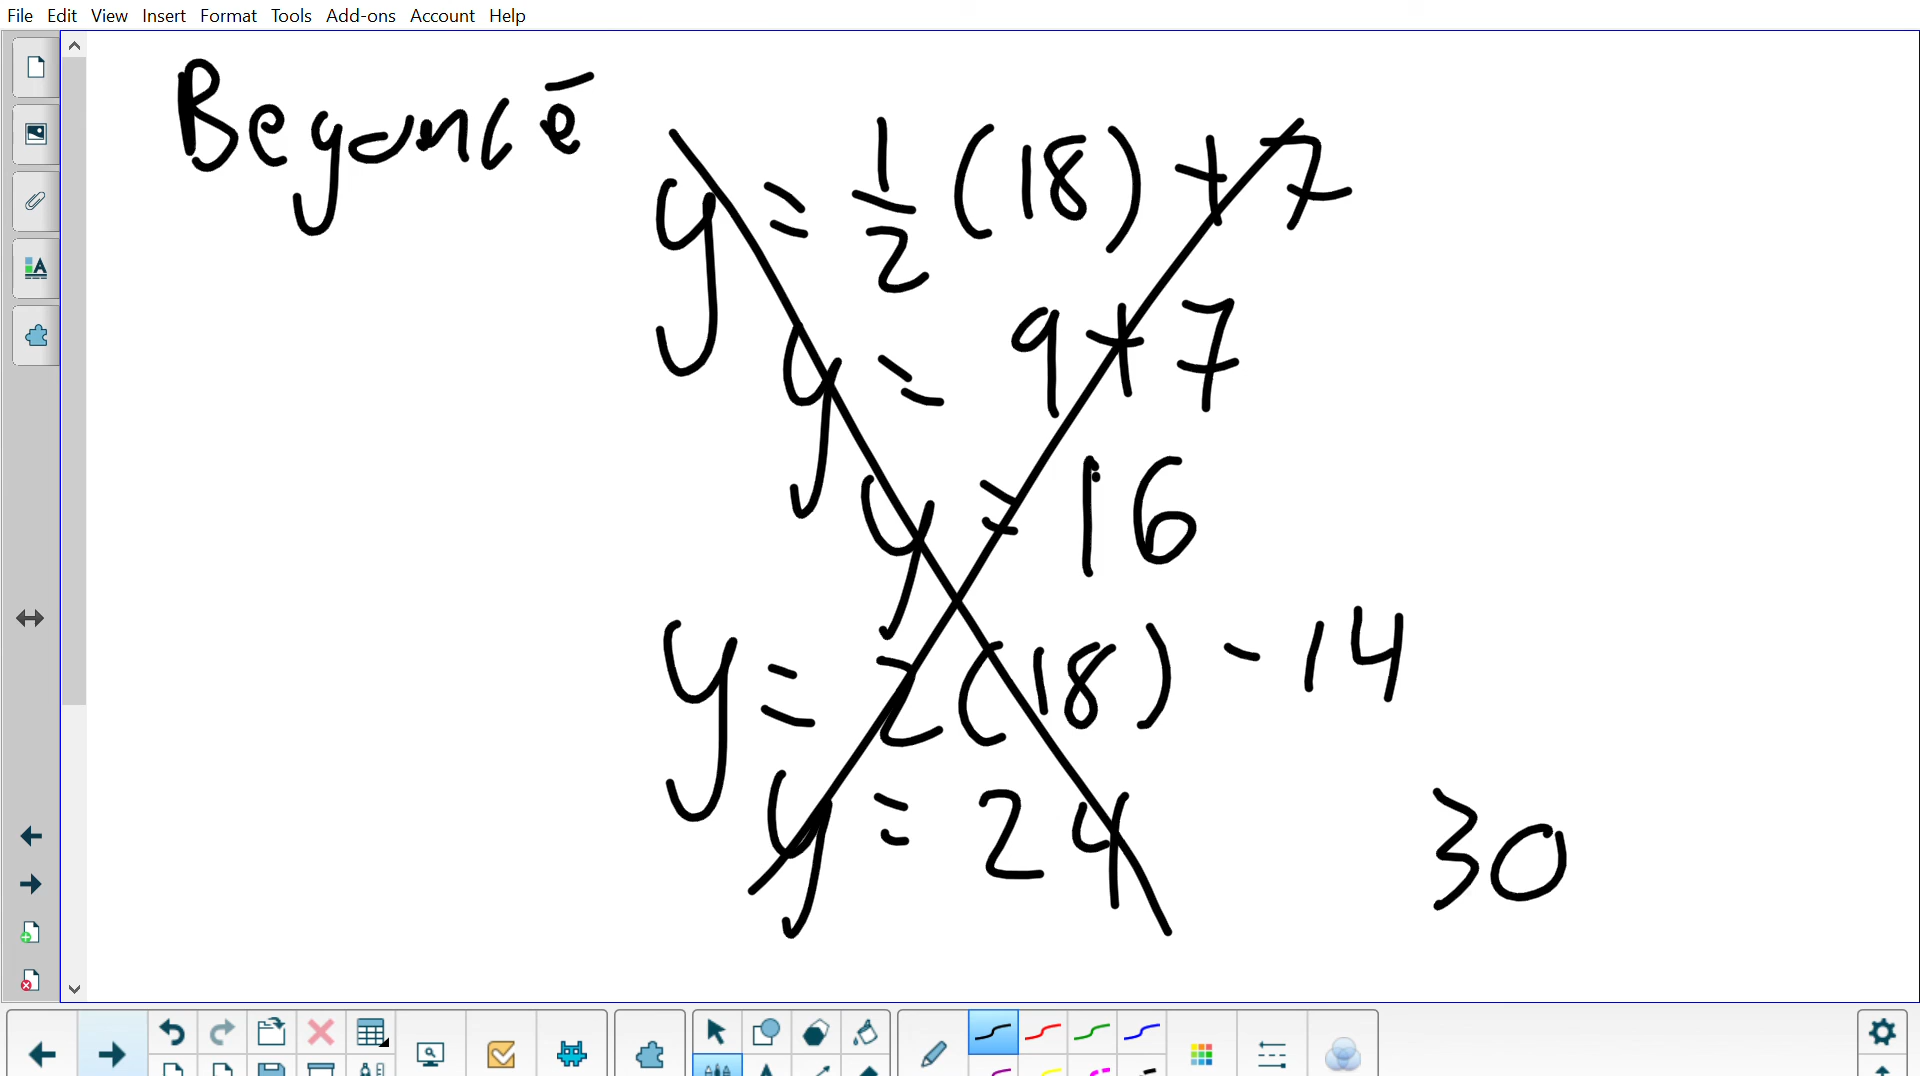 File Edit View Insert Format Tools Add-ons Account Help
Beyoncē
y = 1/2 (18) + 7
y = 9 + 7
y = 16
y = 2(18) - 14
y = 24
30